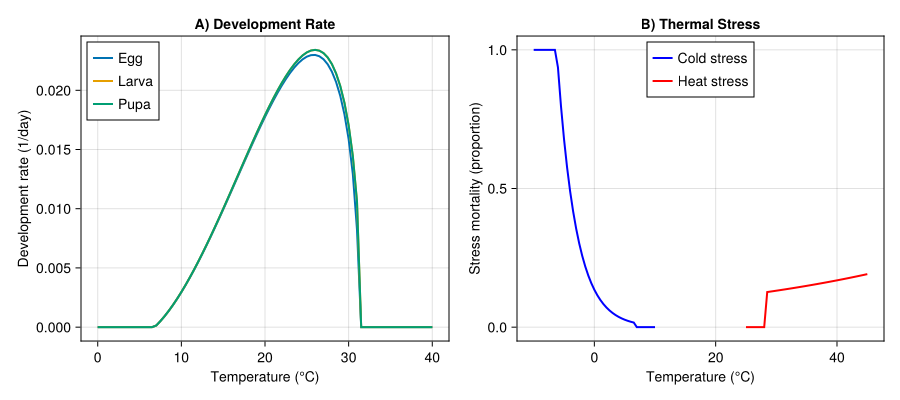 A) Development Rate
Egg
Larva
Pupa
Development rate (1/day)
0.020
0.015
0.010
0.005
0.000
0
10
20
30
40
Temperature (°C)
B) Thermal Stress
Cold stress
Heat stress
Stress mortality (proportion)
1.0
0.5
0.0
0
20
40
Temperature (°C)